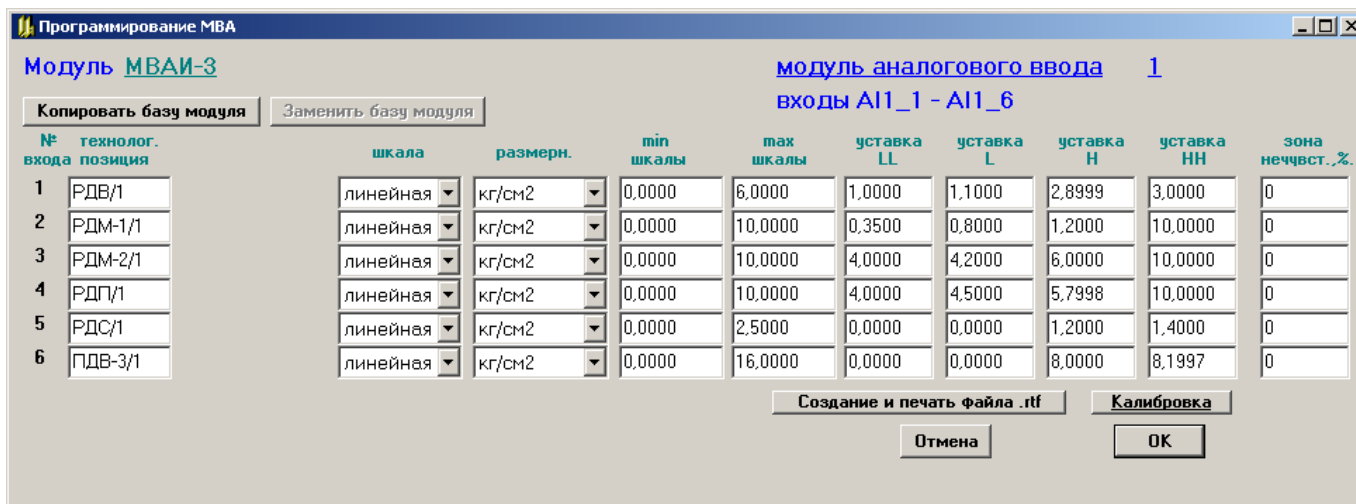 Программирование МВА
Модуль МВАИ-3 модуль аналогового ввода 1
входы AI1_1 - AI1_6
Копировать базу модуля Заменить базу модуля
№ входа технолог. позиция шкала размерн. min шкалы max шкалы уставка LL уставка L уставка H уставка HH зона нечувст.,%.
1 РДВ/1 линейная кг/см2 0,0000 6,0000 1,0000 1,1000 2,8999 3,0000 0
2 РДМ-1/1 линейная кг/см2 0,0000 10,0000 0,3500 0,8000 1,2000 10,0000 0
3 РДМ-2/1 линейная кг/см2 0,0000 10,0000 4,0000 4,2000 6,0000 10,0000 0
4 РДП/1 линейная кг/см2 0,0000 10,0000 4,0000 4,5000 5,7998 10,0000 0
5 РДС/1 линейная кг/см2 0,0000 2,5000 0,0000 0,0000 1,2000 1,4000 0
6 ПДВ-3/1 линейная кг/см2 0,0000 16,0000 0,0000 0,0000 8,0000 8,1997 0
Создание и печать файла .rtf Калибровка
Отмена OK